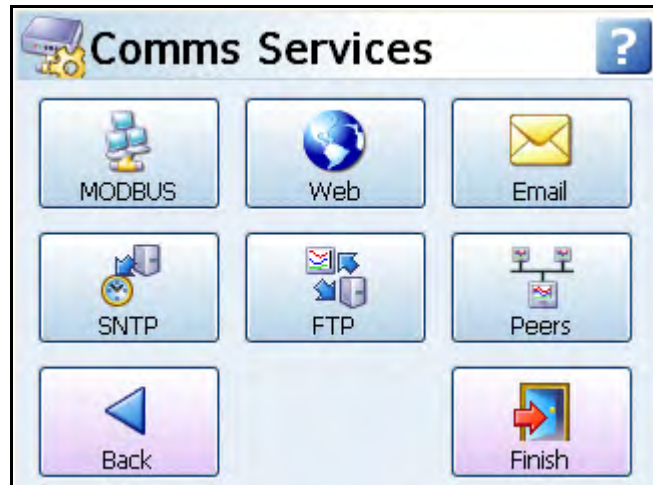 Comms Services
?
MODBUS
Web
Email
SNTP
FTP
Peers
Back
Finish